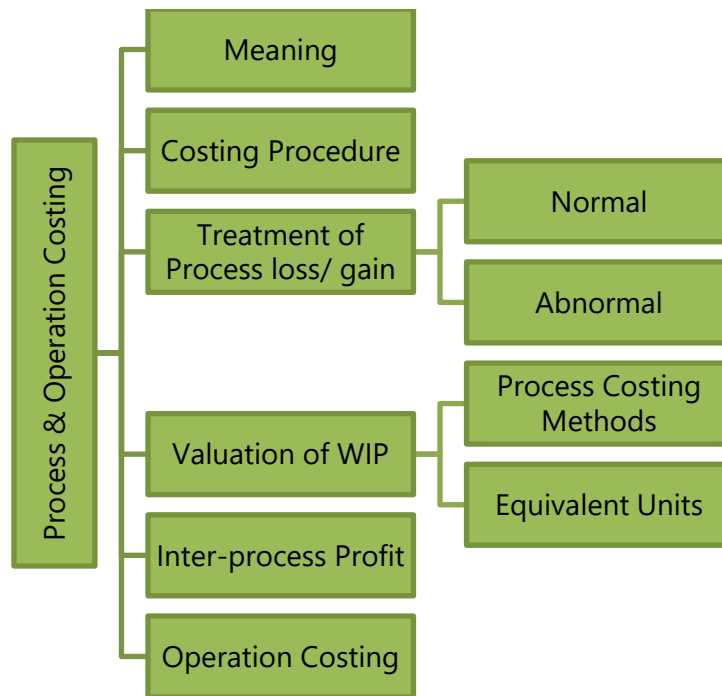 Process & Operation Costing
Meaning
Costing Procedure
Treatment of
Process loss/ gain
Normal
Abnormal
Valuation of WIP
Process Costing
Methods
Equivalent Units
Inter-process Profit
Operation Costing